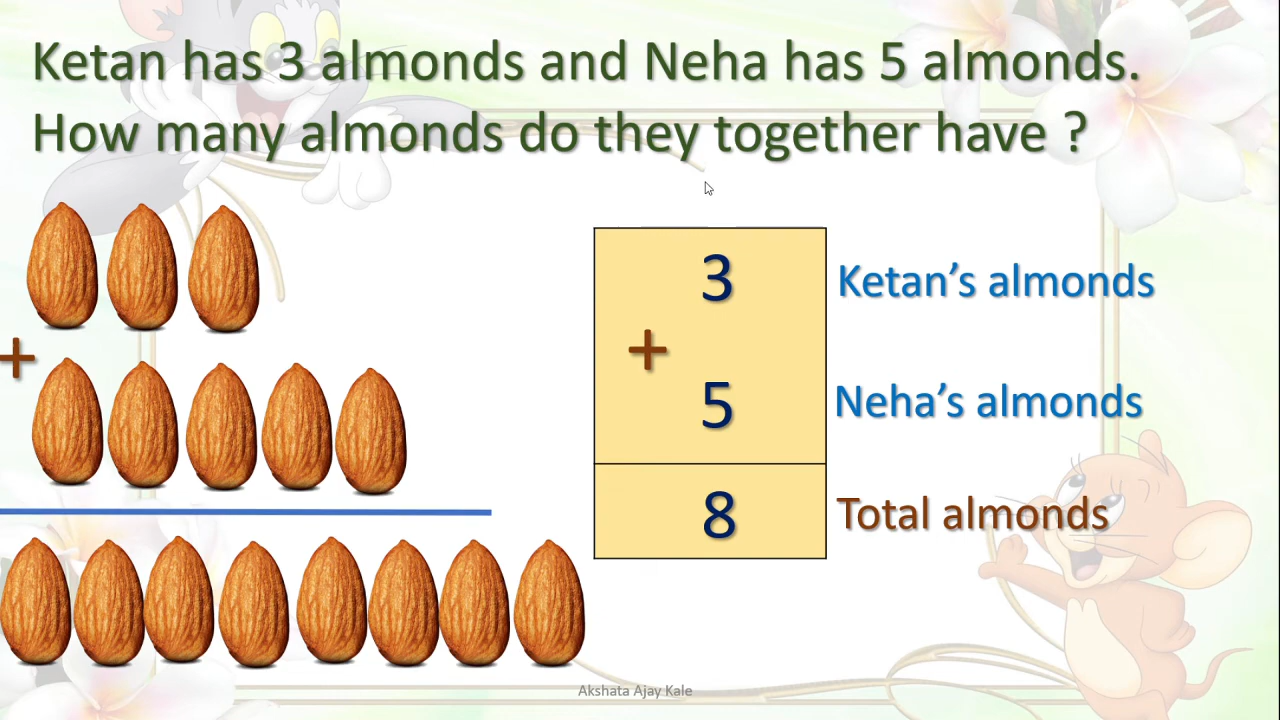 Ketan has 3 almonds and Neha has 5 almonds.
How many almonds do they together have ?
+
3 Ketan’s almonds
+
5 Neha’s almonds
8 Total almonds
Akshata Ajay Kale